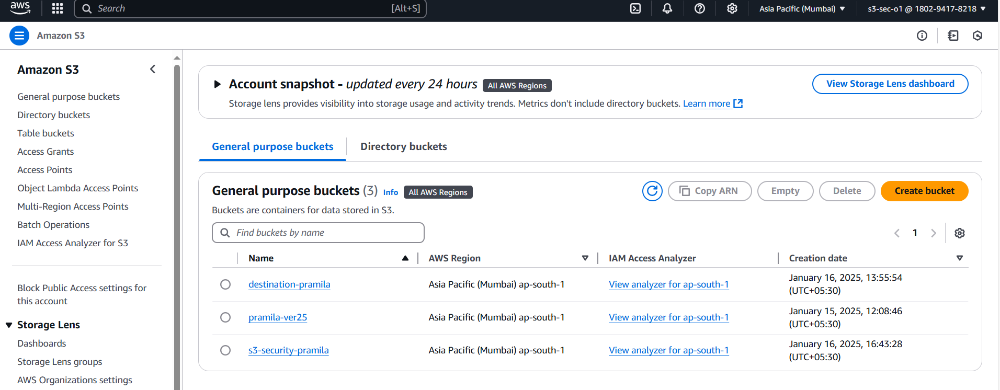 aws
Search [Alt+S]
Asia Pacific (Mumbai) ▼ s3-sec-o1 @ 1802-9417-8218 ▼
Amazon S3
Amazon S3
General purpose buckets
Directory buckets
Table buckets
Access Grants
Access Points
Object Lambda Access Points
Multi-Region Access Points
Batch Operations
IAM Access Analyzer for S3
Block Public Access settings for
this account
Storage Lens
Dashboards
Storage Lens groups
AWS Organizations settings
Account snapshot - updated every 24 hours All AWS Regions
View Storage Lens dashboard
Storage lens provides visibility into storage usage and activity trends. Metrics don't include directory buckets. Learn more
General purpose buckets Directory buckets
General purpose buckets (3) Info All AWS Regions
Copy ARN Empty Delete Create bucket
Buckets are containers for data stored in S3.
Find buckets by name
1
Name AWS Region IAM Access Analyzer Creation date
destination-pramila Asia Pacific (Mumbai) ap-south-1 View analyzer for ap-south-1 January 16, 2025, 13:55:54
(UTC+05:30)
pramila-ver25 Asia Pacific (Mumbai) ap-south-1 View analyzer for ap-south-1 January 15, 2025, 12:08:46
(UTC+05:30)
s3-security-pramila Asia Pacific (Mumbai) ap-south-1 View analyzer for ap-south-1 January 16, 2025, 16:43:28
(UTC+05:30)